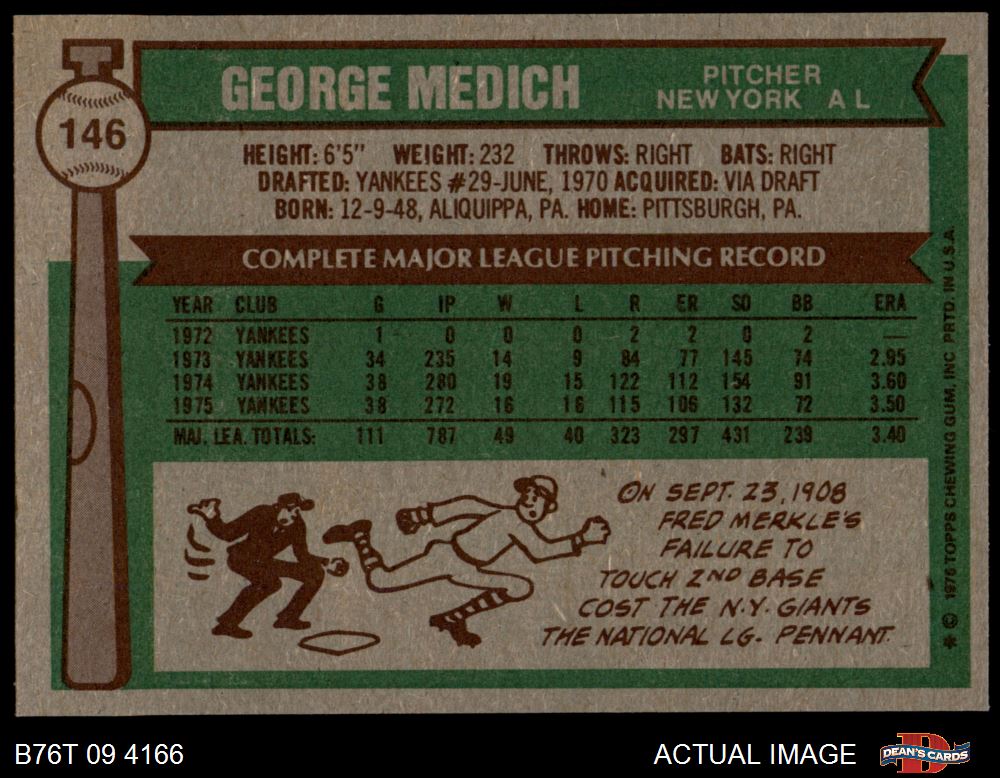 146
GEORGE MEDICH
PITCHER
NEW YORK A L
HEIGHT: 6'5" WEIGHT: 232 THROWS: RIGHT BATS: RIGHT
DRAFTED: YANKEES #29-JUNE, 1970 ACQUIRED: VIA DRAFT
BORN: 12-9-48, ALIQUIPPA, PA. HOME: PITTSBURGH, PA.
COMPLETE MAJOR LEAGUE PITCHING RECORD
YEAR CLUB G IP W L R ER SO BB ERA
1972 YANKEES 1 0 0 0 2 2 0 2 —
1973 YANKEES 34 235 14 9 84 77 145 74 2.95
1974 YANKEES 38 280 19 15 122 112 154 91 3.60
1975 YANKEES 38 272 16 16 115 106 132 72 3.50
MAJ. LEA. TOTALS: 111 787 49 40 323 297 431 239 3.40
ON SEPT. 23, 1908
FRED MERKLE'S
FAILURE TO
TOUCH 2ND BASE
COST THE N.Y. GIANTS
THE NATIONAL LG. PENNANT.
* © 1976 TOPPS CHEWING GUM, INC PRTD. IN U.S.A.
B76T 09 4166
ACTUAL IMAGE
D
DEAN'S CARDS